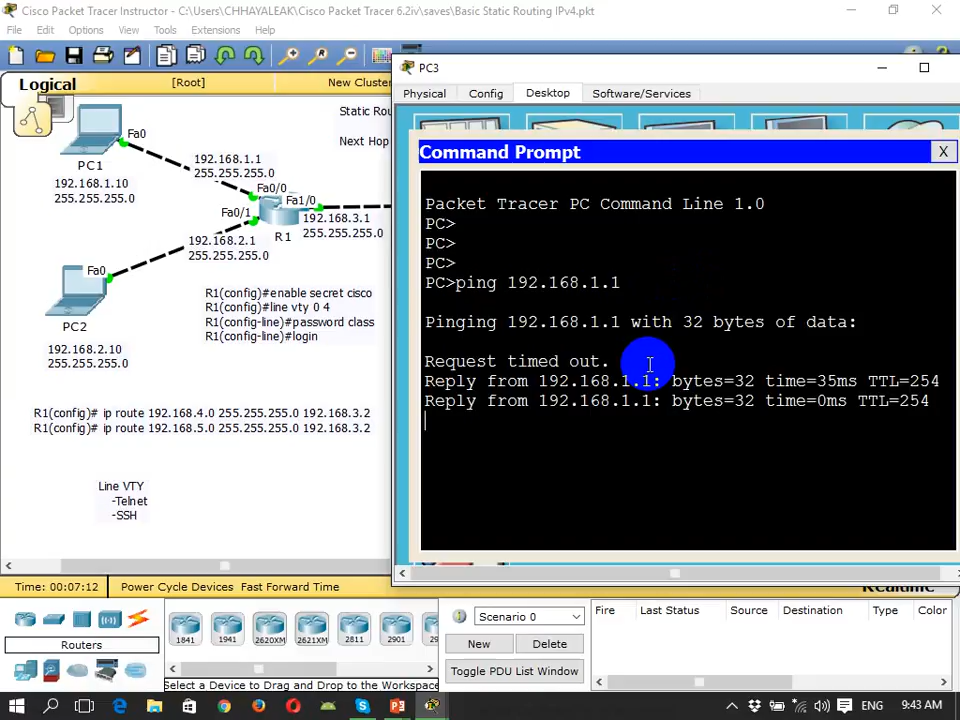 Cisco Packet Tracer Instructor - C:\Users\CHHAYALEAK\Cisco Packet Tracer 6.2iv\saves\Basic Static Routing IPv4.pkt
File Edit Options View Tools Extensions Help
Logical
[Root]
New Cluster
PC1
Fa0
192.168.1.10
255.255.255.0
192.168.1.1
255.255.255.0
Static Rou
Next Hop
Fa0/0
Fa1/0
Fa0/1
R1
192.168.3.1
255.255.255.0
192.168.2.1
255.255.255.0
Fa0
PC2
192.168.2.10
255.255.255.0
R1(config)#enable secret cisco
R1(config)#line vty 0 4
R1(config-line)#password class
R1(config-line)#login
R1(config)# ip route 192.168.4.0 255.255.255.0 192.168.3.2
R1(config)# ip route 192.168.5.0 255.255.255.0 192.168.3.2
Line VTY
-Telnet
-SSH
PC3
Physical Config Desktop Software/Services
Command Prompt
X
Packet Tracer PC Command Line 1.0
PC>
PC>
PC>
PC>ping 192.168.1.1
Pinging 192.168.1.1 with 32 bytes of data:
Request timed out.
Reply from 192.168.1.1: bytes=32 time=35ms TTL=254
Reply from 192.168.1.1: bytes=32 time=0ms TTL=254
Time: 00:07:12
Power Cycle Devices Fast Forward Time
Realtime
Routers
1841 1941 2620XM 2621XM 2811 2901
Select a Device to Drag and Drop to the Workspace
Scenario 0
New
Delete
Toggle PDU List Window
Fire Last Status Source Destination Type Color
ENG
9:43 AM